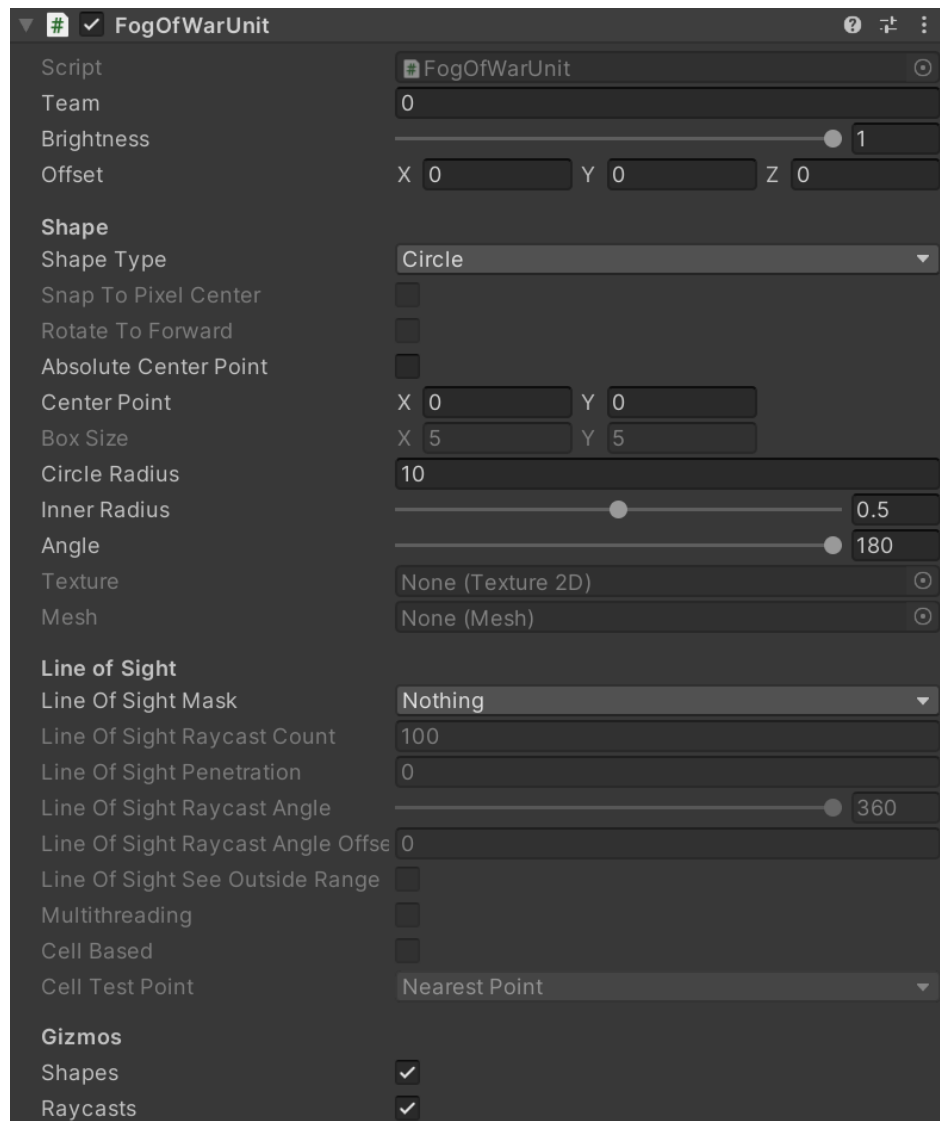 FogOfWarUnit
Script FogOfWarUnit
Team 0
Brightness 1
Offset X 0 Y 0 Z 0
Shape
Shape Type Circle
Snap To Pixel Center
Rotate To Forward
Absolute Center Point
Center Point X 0 Y 0
Box Size X 5 Y 5
Circle Radius 10
Inner Radius 0.5
Angle 180
Texture None (Texture 2D)
Mesh None (Mesh)
Line of Sight
Line Of Sight Mask Nothing
Line Of Sight Raycast Count 100
Line Of Sight Penetration 0
Line Of Sight Raycast Angle 360
Line Of Sight Raycast Angle Offse 0
Line Of Sight See Outside Range
Multithreading
Cell Based
Cell Test Point Nearest Point
Gizmos
Shapes
Raycasts